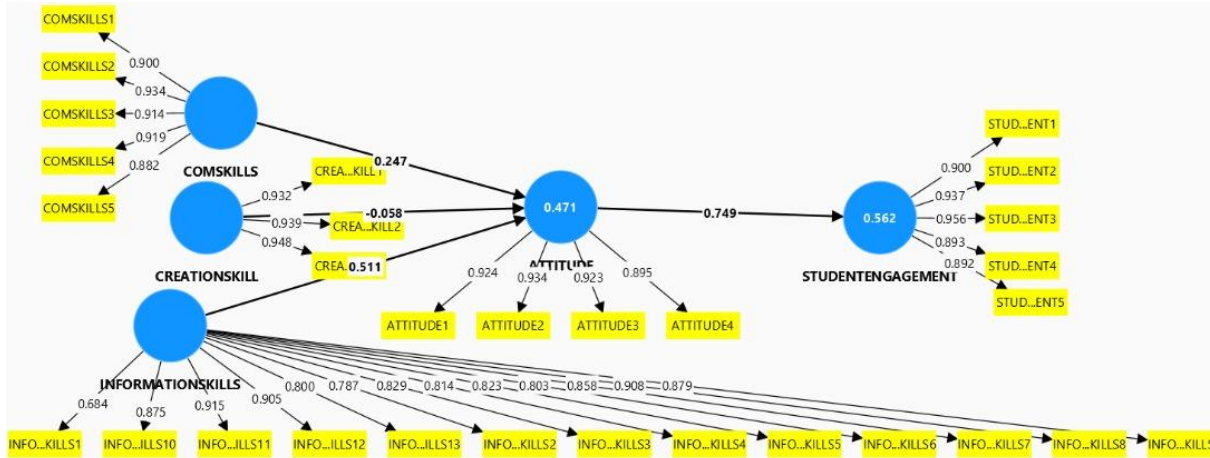 COMSKILLS1
COMSKILLS2
COMSKILLS3
COMSKILLS4
COMSKILLS5
0.900
0.934
0.914
0.919
0.882
COMSKILLS
0.247
CREA...KILL1
0.932
-0.058
0.939
CREA...KILL2
0.948
CREA.
0.511
CREATIONSKILL
0.471
ATTITUDE
0.749
0.562
STUDENTENGAGEMENT
STUD...ENT1
STUD...ENT2
STUD...ENT3
STUD...ENT4
STUD...ENT5
0.900
0.937
0.956
0.893
0.892
0.924
0.934
0.923
0.895
ATTITUDE1
ATTITUDE2
ATTITUDE3
ATTITUDE4
INFORMATIONSKILLS
0.684
0.875
0.915
0.905
0.800
0.787
0.829
0.814
0.823
0.803
0.858
0.908
0.879
INFO...KILLS1
INFO...ILLS10
INFO...ILLS11
INFO...ILLS12
INFO...ILLS13
INFO...KILLS2
INFO...KILLS3
INFO...KILLS4
INFO...KILLS5
INFO...KILLS6
INFO...KILLS7
INFO...KILLS8
INFO...KILLS